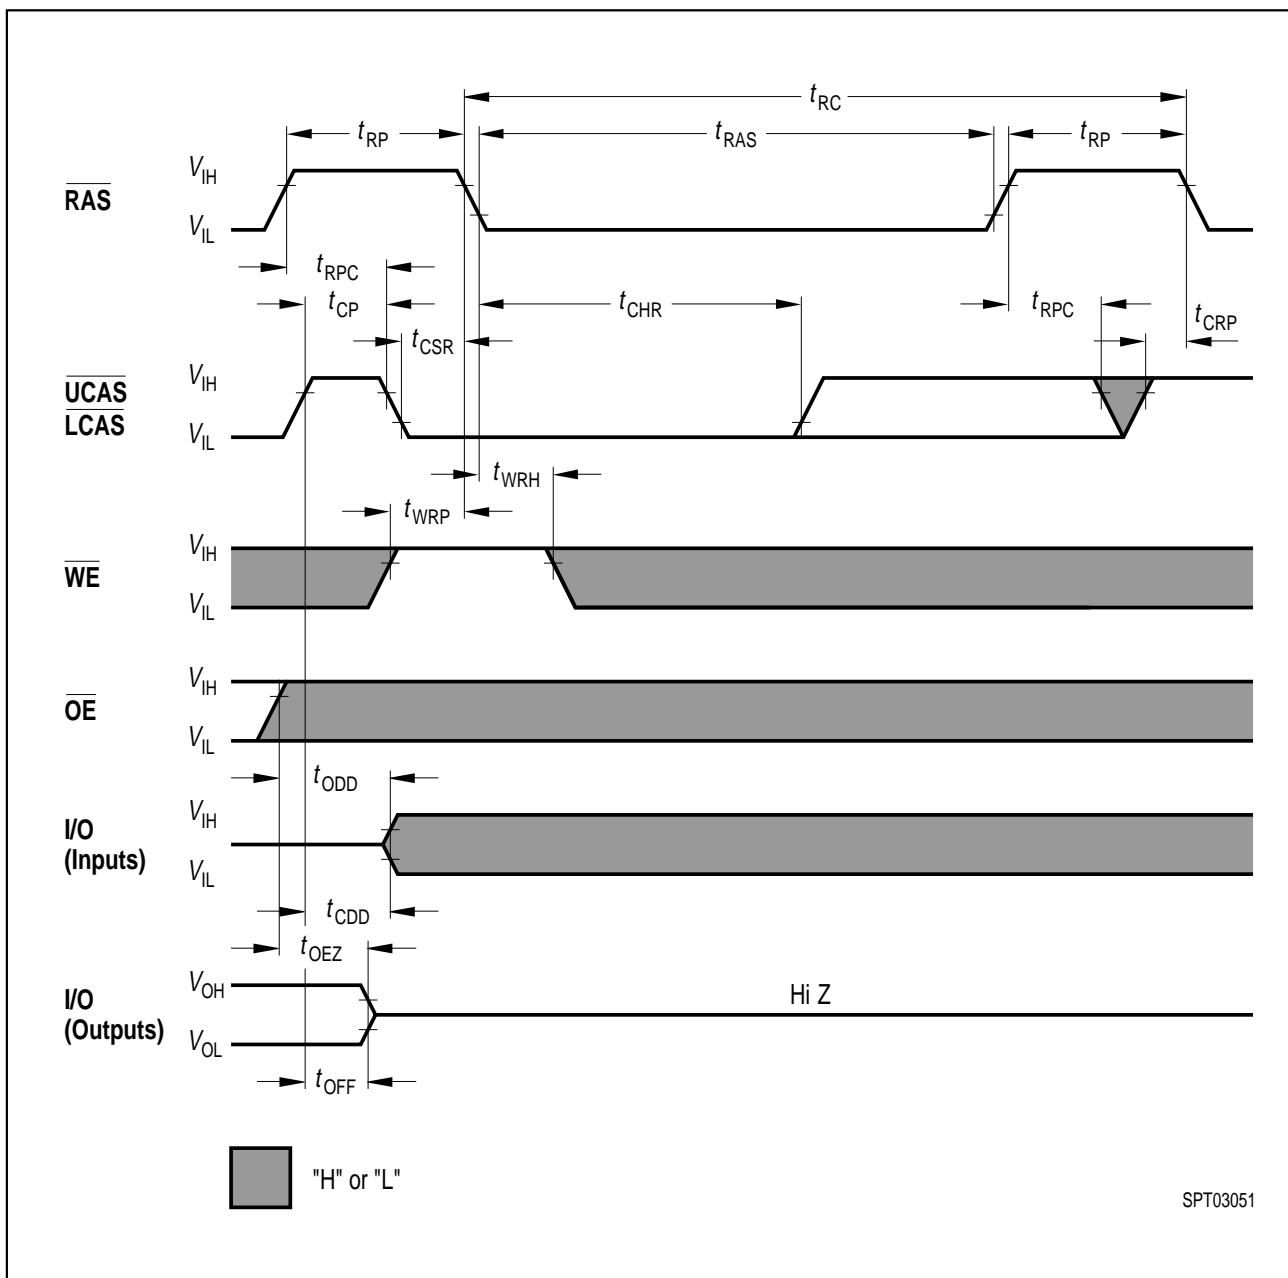 tRC
tRP tRAS tRP
RAS VIH
VIL
tRPC
tCP tCHR tRPC tCRP
tCSR
UCAS VIH
LCAS VIL
tWRH
tWRP
WE VIH
VIL
OE VIH
VIL
tODD
I/O VIH
(Inputs) VIL
tCDD
tOEZ
I/O VOH Hi Z
(Outputs) VOL
tOFF
"H" or "L"
SPT03051